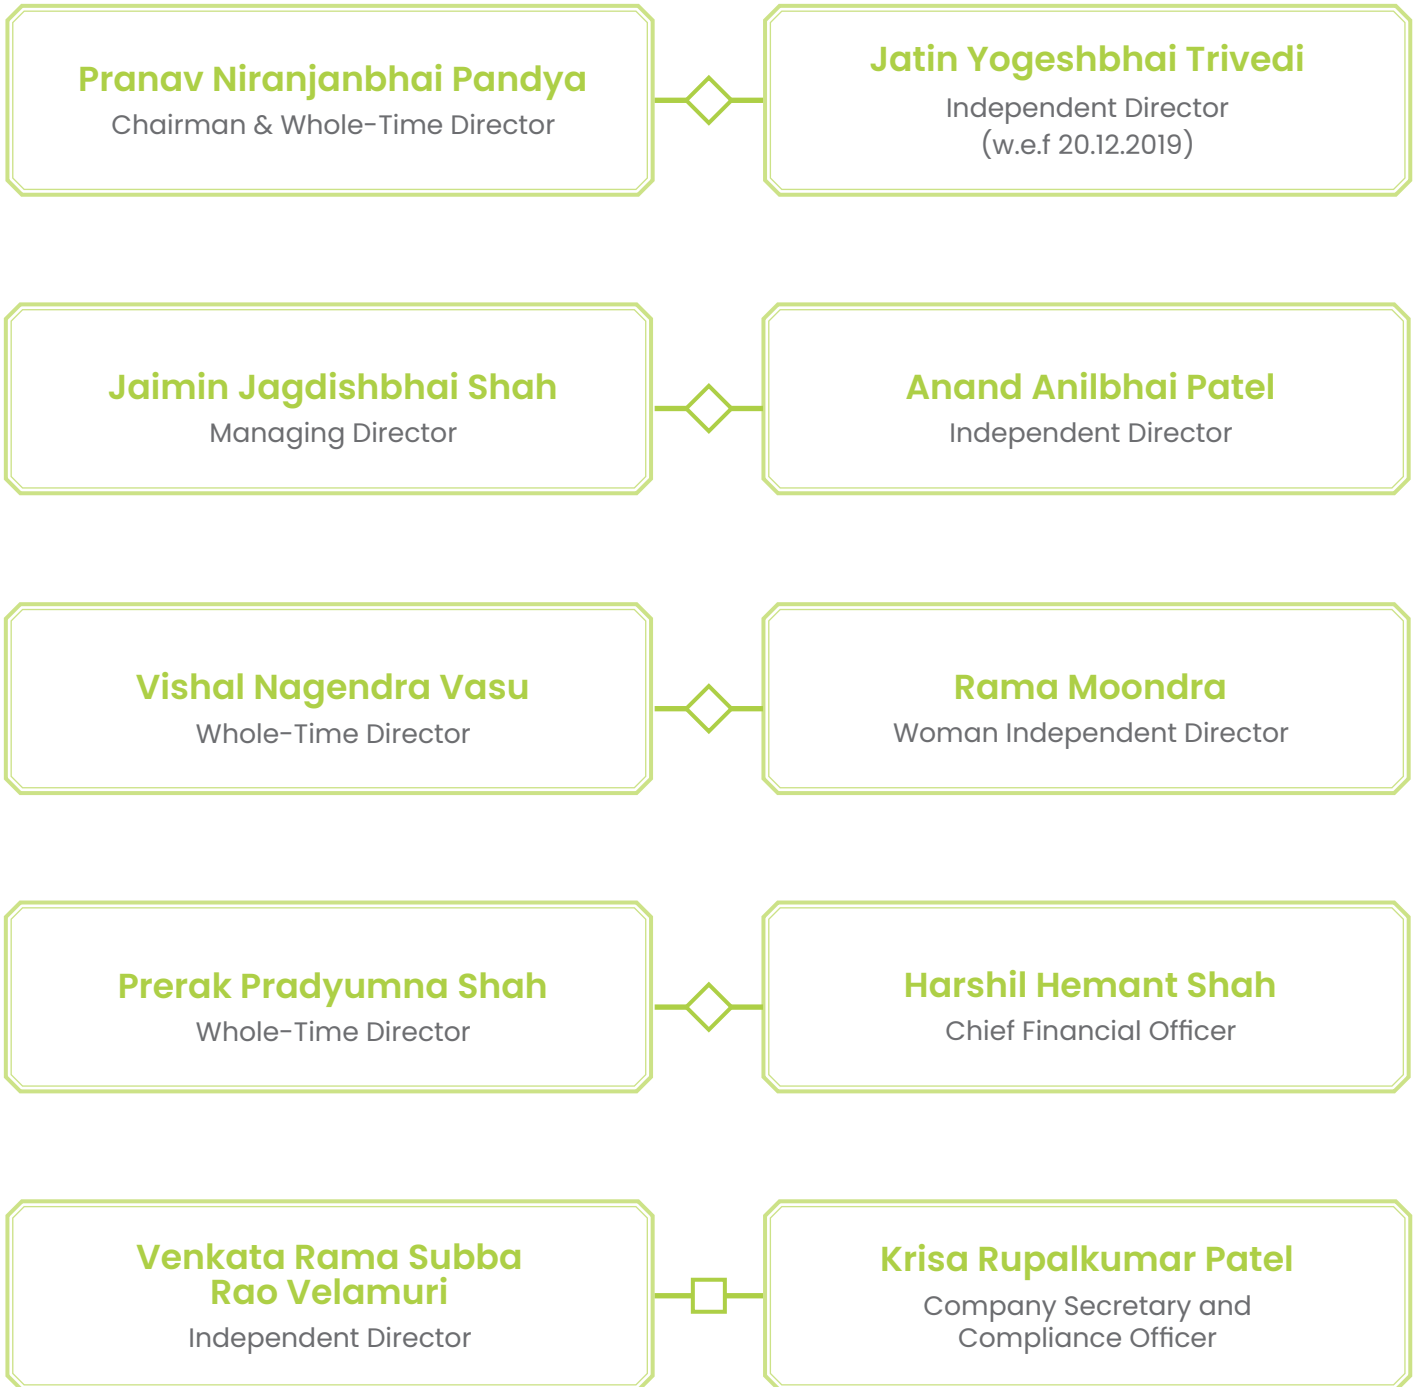 Pranav Niranjanbhai Pandya
Chairman & Whole-Time Director
Jatin Yogeshbhai Trivedi
Independent Director
(w.e.f 20.12.2019)
Jaimin Jagdishbhai Shah
Managing Director
Anand Anilbhai Patel
Independent Director
Vishal Nagendra Vasu
Whole-Time Director
Rama Moondra
Woman Independent Director
Prerak Pradyumna Shah
Whole-Time Director
Harshil Hemant Shah
Chief Financial Officer
Venkata Rama Subba
Rao Velamuri
Independent Director
Krisa Rupalkumar Patel
Company Secretary and
Compliance Officer